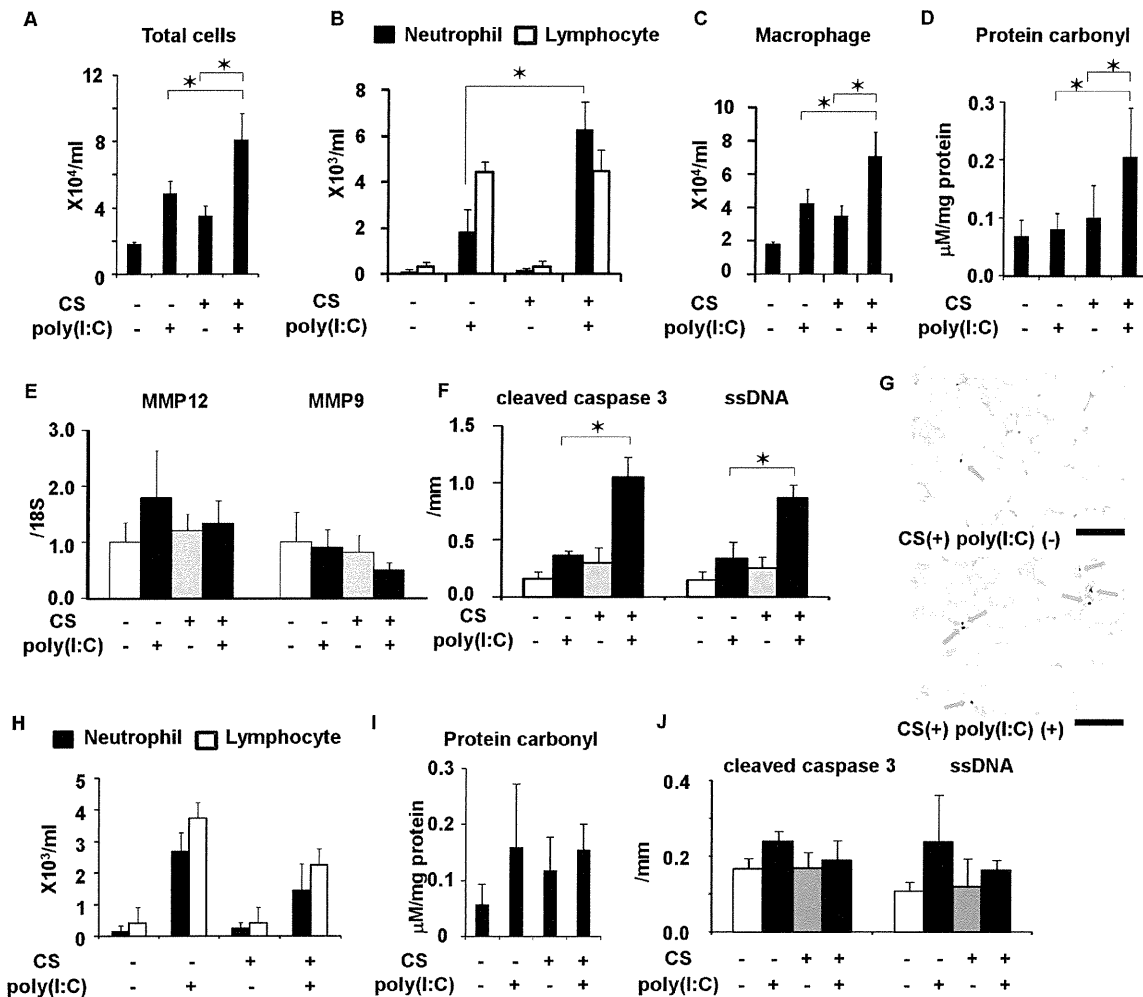 A
Total cells
12
8
4
0
X10⁴/ml
CS - - + +
poly(I:C) - + - +
B
Neutrophil Lymphocyte
8
6
4
2
0
X10³/ml
CS - - + +
poly(I:C) - + - +
C
Macrophage
10
8
6
4
2
0
X10⁴/ml
CS - - + +
poly(I:C) - + - +
D
Protein carbonyl
0.3
0.2
0.1
0.0
µM/mg protein
CS - - + +
poly(I:C) - + - +
E
MMP12 MMP9
3.0
2.0
1.0
0.0
/18S
CS - - + + - - + +
poly(I:C) - + - + - + - +
F
cleaved caspase 3 ssDNA
1.5
1.0
0.5
0.0
/mm
CS - - + + - - + +
poly(I:C) - + - + - + - +
G
CS(+) poly(I:C) (-)
CS(+) poly(I:C) (+)
H
Neutrophil Lymphocyte
5
4
3
2
1
0
X10³/ml
CS - - + +
poly(I:C) - + - +
I
Protein carbonyl
0.3
0.2
0.1
0
µM/mg protein
CS - - + +
poly(I:C) - + - +
J
cleaved caspase 3 ssDNA
0.4
0.2
0.0
/mm
CS - - + + - - + +
poly(I:C) - + - + - + - +